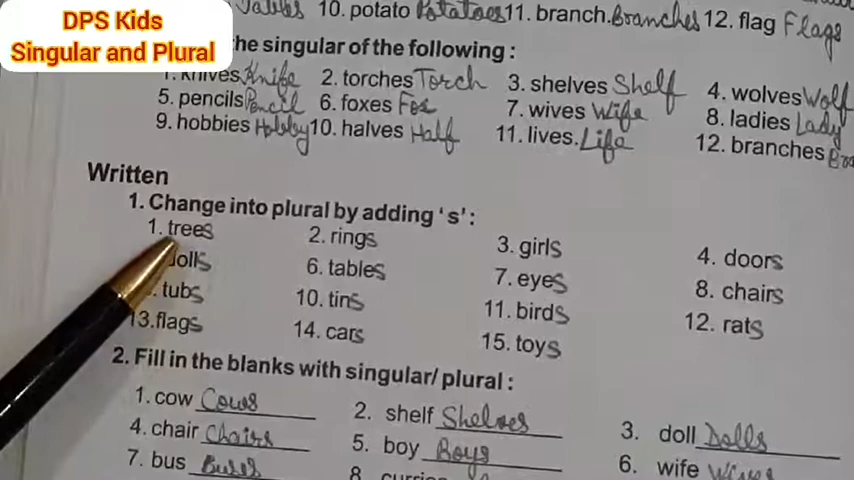 DPS Kids
Singular and Plural
10. potato Potatoes 11. branch. Branches 12. flag Flags
the singular of the following :
1. knives Knife 2. torches Torch 3. shelves Shelf 4. wolves Wolf
5. pencils Pencil 6. foxes Fox 7. wives Wife 8. ladies Lady
9. hobbies Hobby 10. halves Half 11. lives. Life 12. branches
Written
1. Change into plural by adding 's' :
1. trees 2. rings 3. girls 4. doors
dolls 6. tables 7. eyes 8. chairs
. tubs 10. tins 11. birds 12. rats
13. flags 14. cars 15. toys
2. Fill in the blanks with singular/ plural :
1. cow Cows 2. shelf Shelves 3. doll Dolls
4. chair Chairs 5. boy Boys 6. wife Wives
7. bus Buses 8